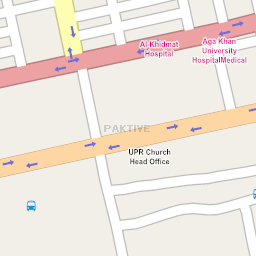 Al-Khidmat
Hospital
Aga Khan
University
HospitalMedical
PAKTIVE
UPR Church
Head Office